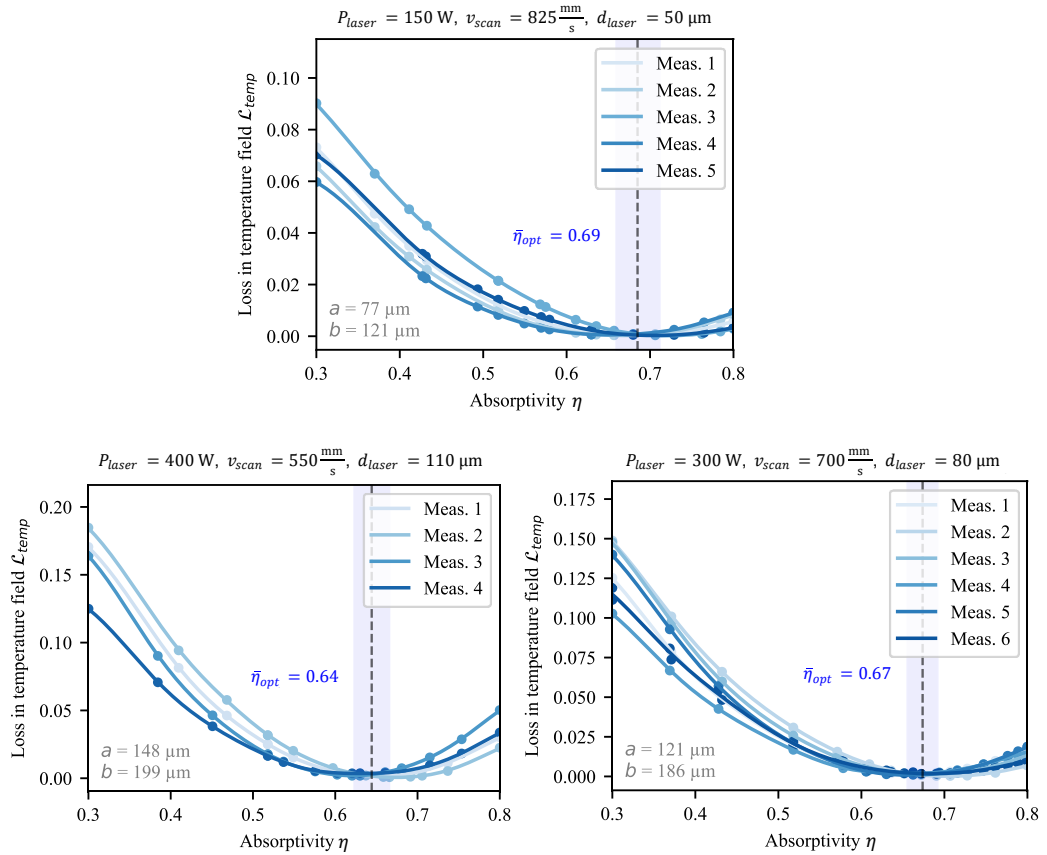 P_laser = 150 W, v_scan = 825 mm/s, d_laser = 50 μm
Loss in temperature field ℒ_temp
0.10
0.08
0.06
0.04
0.02
0.00
Meas. 1
Meas. 2
Meas. 3
Meas. 4
Meas. 5
η̄_opt = 0.69
a = 77 μm
b = 121 μm
0.3 0.4 0.5 0.6 0.7 0.8
Absorptivity η
P_laser = 400 W, v_scan = 550 mm/s, d_laser = 110 μm
Loss in temperature field ℒ_temp
0.20
0.15
0.10
0.05
0.00
Meas. 1
Meas. 2
Meas. 3
Meas. 4
η̄_opt = 0.64
a = 148 μm
b = 199 μm
0.3 0.4 0.5 0.6 0.7 0.8
Absorptivity η
P_laser = 300 W, v_scan = 700 mm/s, d_laser = 80 μm
Loss in temperature field ℒ_temp
0.175
0.150
0.125
0.100
0.075
0.050
0.025
0.000
Meas. 1
Meas. 2
Meas. 3
Meas. 4
Meas. 5
Meas. 6
η̄_opt = 0.67
a = 121 μm
b = 186 μm
0.3 0.4 0.5 0.6 0.7 0.8
Absorptivity η